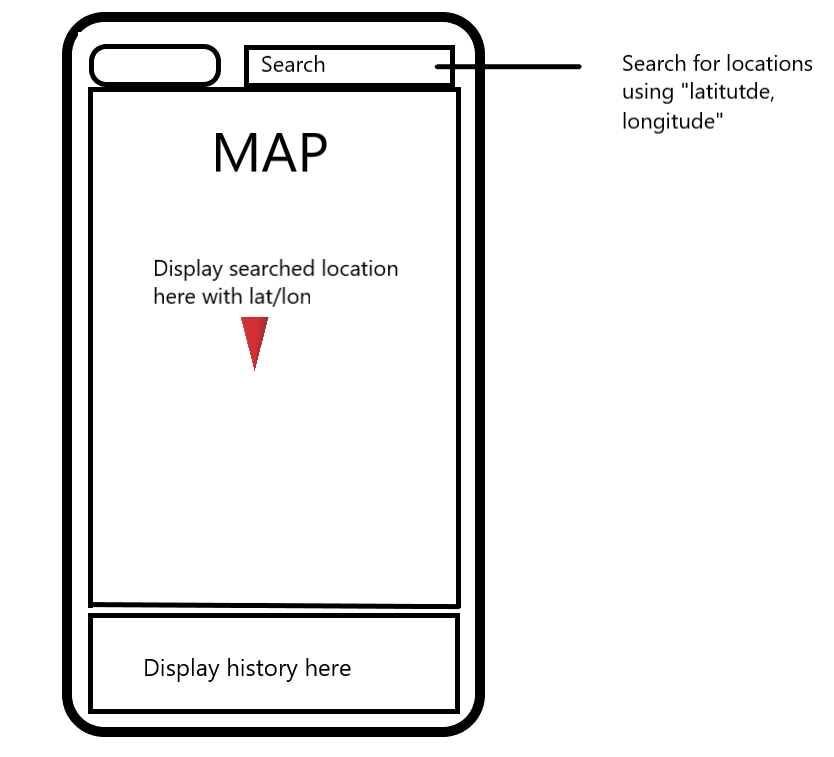 Search
Search for locations
using "latitutde,
longitude"
MAP
Display searched location
here with lat/lon
Display history here